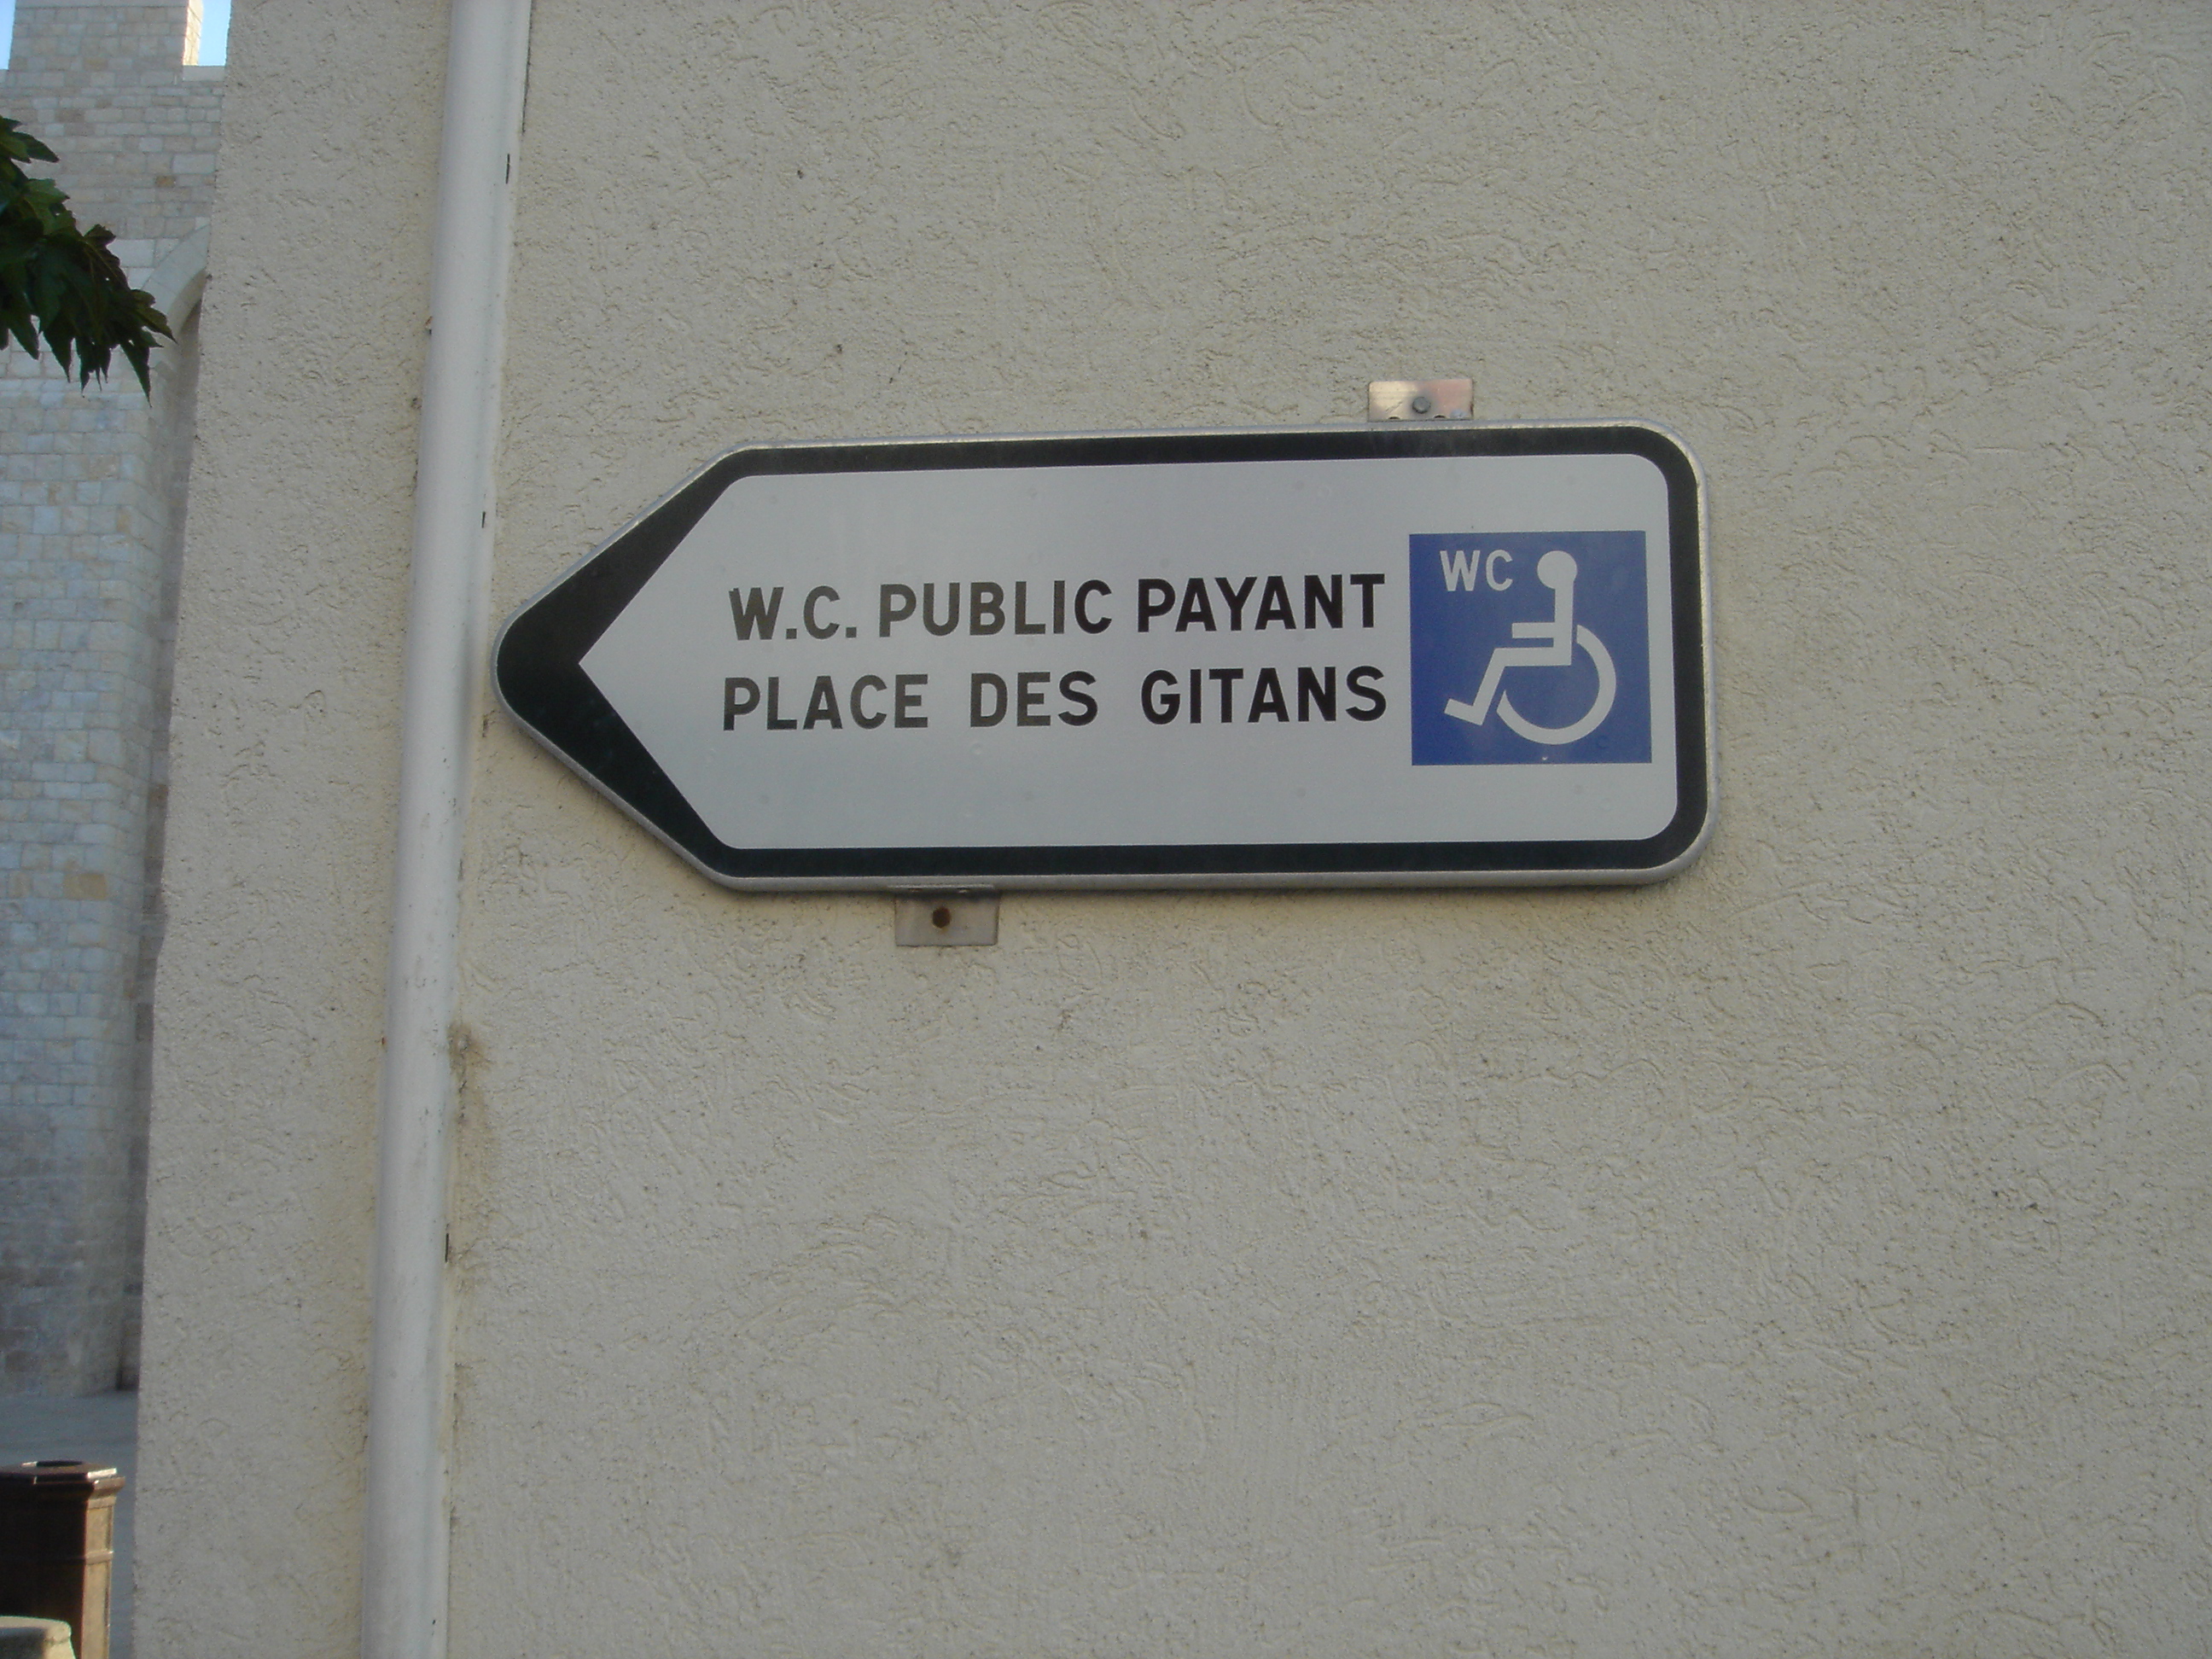 W.C. PUBLIC PAYANT
PLACE DES GITANS
WC